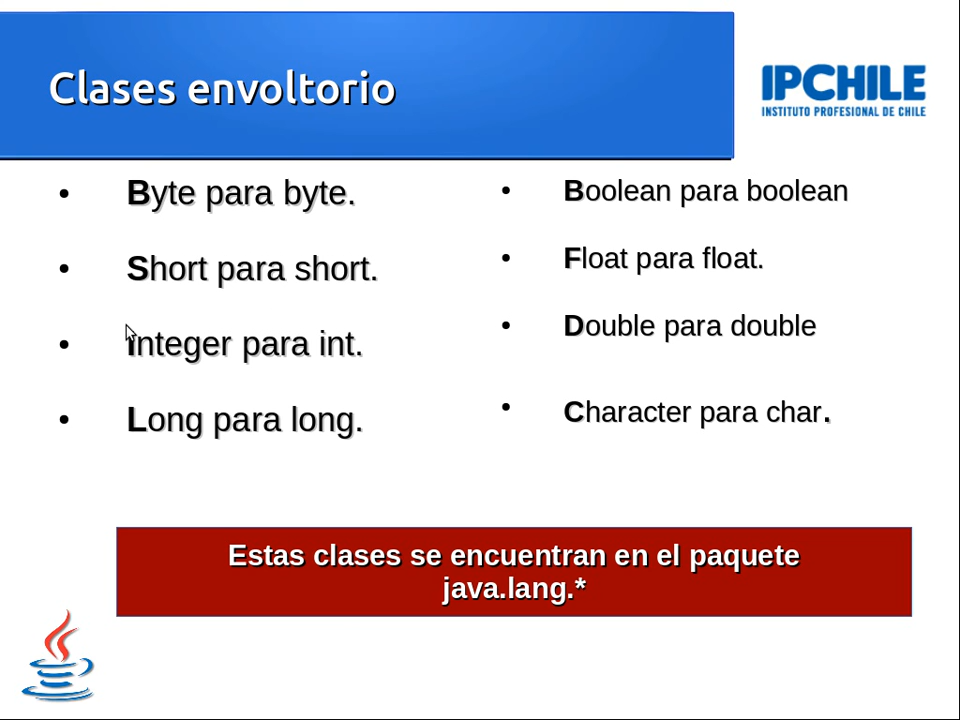 Clases envoltorio
IPCHILE
INSTITUTO PROFESIONAL DE CHILE
Byte para byte.
Short para short.
Integer para int.
Long para long.
Boolean para boolean
Float para float.
Double para double
Character para char.
Estas clases se encuentran en el paquete
java.lang.*